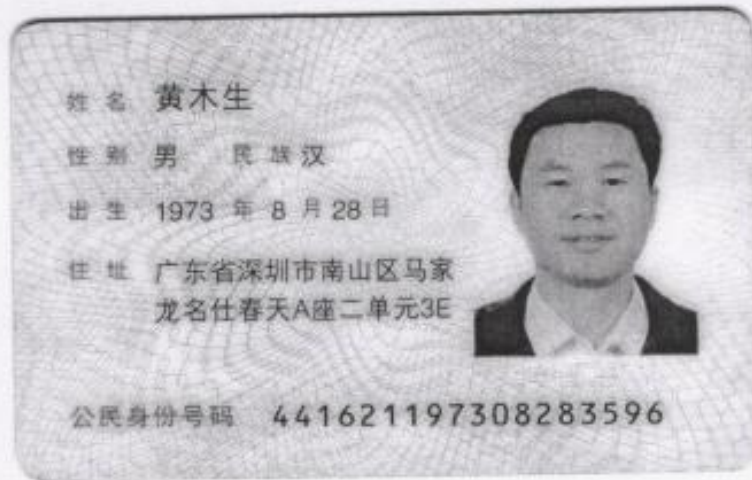 姓名 黄木生
性别 男 民族 汉
出生 1973 年 8 月 28 日
住址 广东省深圳市南山区马家
龙名仕春天A座二单元3E
公民身份号码 441621197308283596